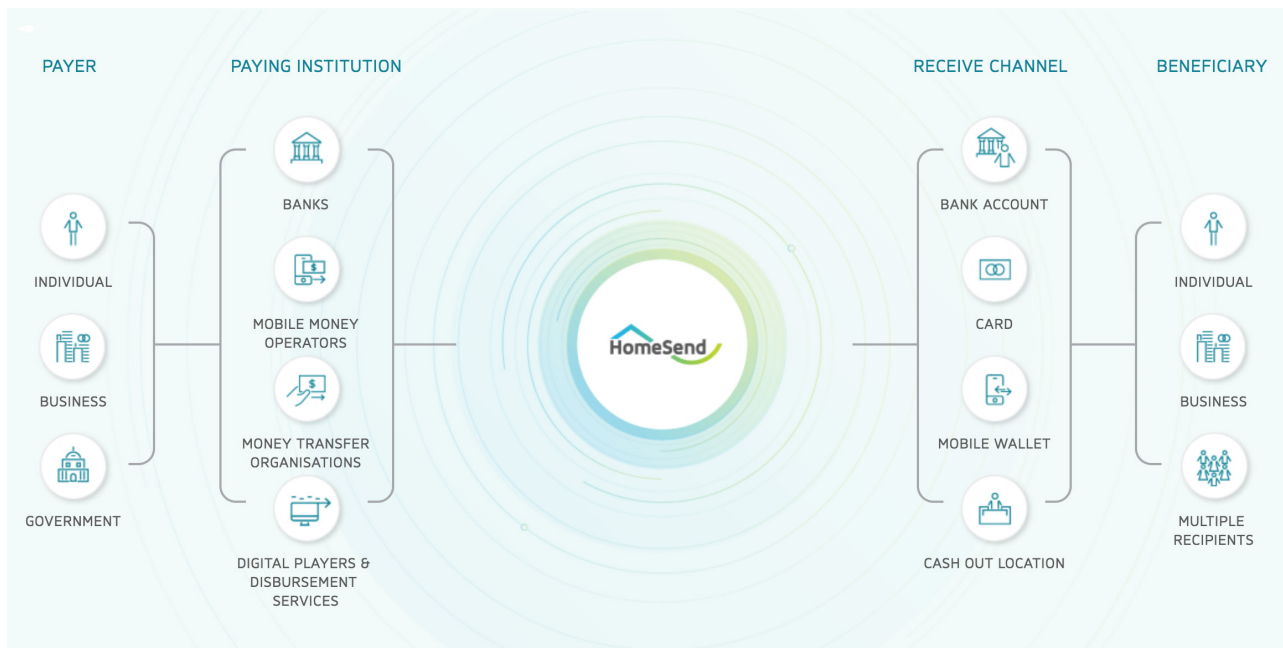 PAYER
INDIVIDUAL
BUSINESS
GOVERNMENT
PAYING INSTITUTION
BANKS
$
MOBILE MONEY
OPERATORS
$
MONEY TRANSFER
ORGANISATIONS
DIGITAL PLAYERS &
DISBURSEMENT
SERVICES
HomeSend
RECEIVE CHANNEL
BANK ACCOUNT
CARD
MOBILE WALLET
CASH OUT LOCATION
BENEFICIARY
INDIVIDUAL
BUSINESS
MULTIPLE
RECIPIENTS